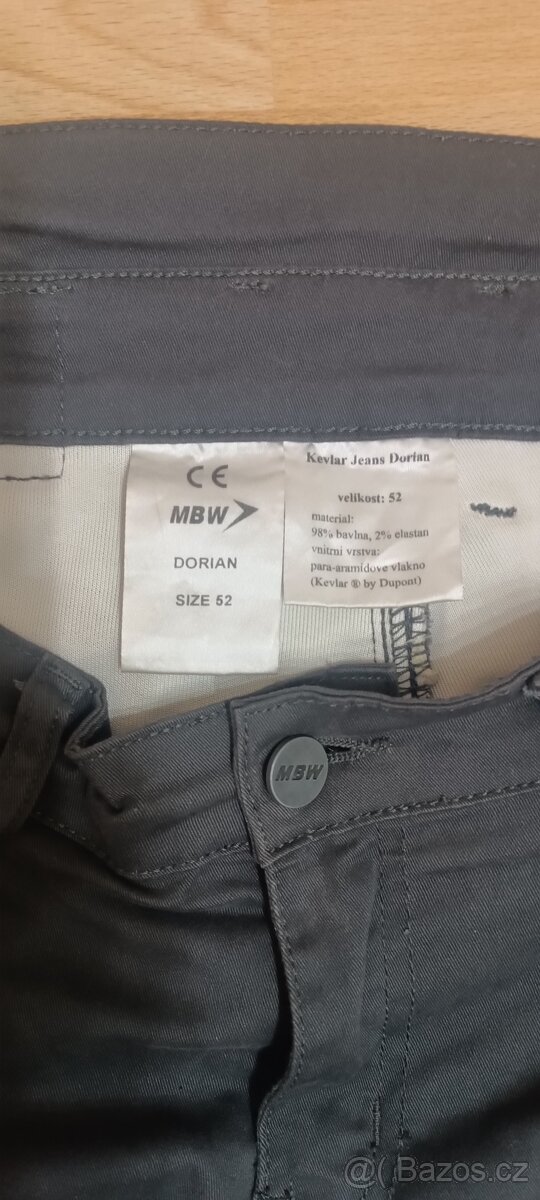 CE
MBW
DORIAN
SIZE 52
Kevlar Jeans Dorian
velikost: 52
material:
98% bavlna, 2% elastan
vnitrni vrstva:
para-aramidove vlakno
(Kevlar ® by Dupont)
MBW
@( Bazos.cz